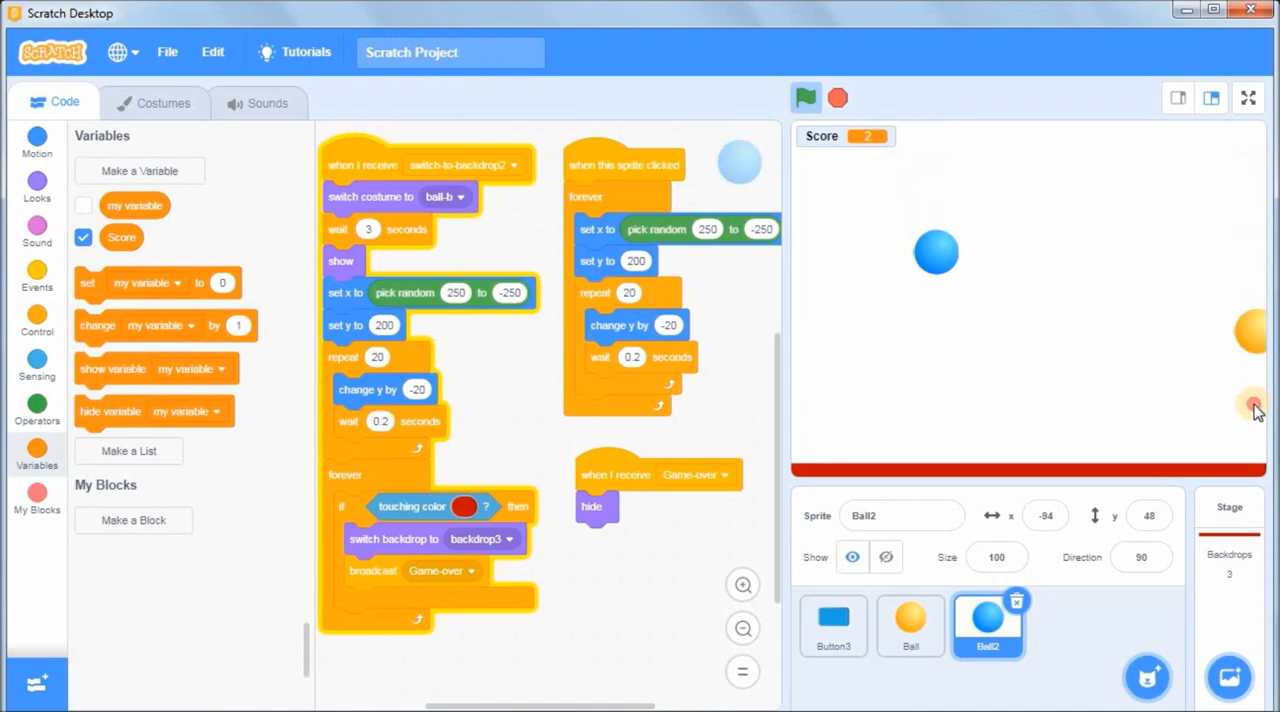 Scratch Desktop
SCRATCH
File
Edit
Tutorials
Scratch Project
Code
Costumes
Sounds
Motion
Looks
Sound
Events
Control
Sensing
Operators
Variables
My Blocks
Variables
Make a Variable
my variable
Score
set my variable to 0
change my variable by 1
show variable my variable
hide variable my variable
Make a List
My Blocks
Make a Block
when I receive switch-to-backdrop2
switch costume to ball-b
wait 3 seconds
show
set x to pick random 250 to -250
set y to 200
repeat 20
change y by -20
wait 0.2 seconds
forever
if touching color ? then
switch backdrop to backdrop3
broadcast Game-over
when this sprite clicked
forever
set x to pick random 250 to -250
set y to 200
repeat 20
change y by -20
wait 0.2 seconds
when I receive Game-over
hide
Score 2
Sprite Ball2 x -94 y 48
Show Size 100 Direction 90
Button3
Ball
Ball2
Stage
Backdrops
3